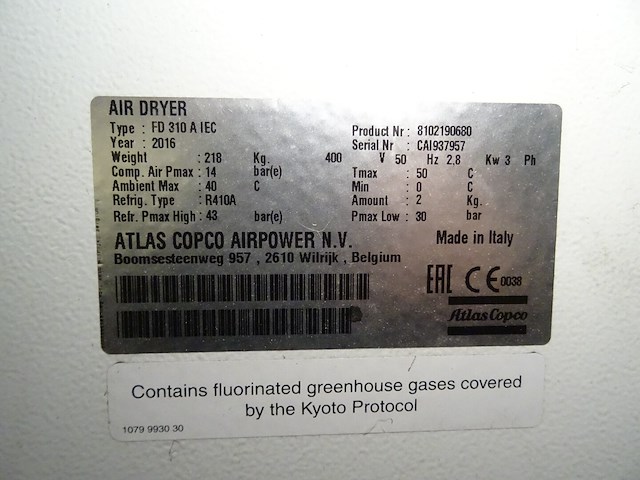 AIR DRYER
Type : FD 310 A IEC Product Nr : 8102190680
Year : 2016 Serial Nr : CAI937957
Weight : 218 Kg. 400 V 50 Hz 2,8 Kw 3 Ph
Comp. Air Pmax : 14 bar(e) Tmax : 50 C
Ambient Max : 40 C Min : 0 C
Refrig. Type : R410A Amount : 2 Kg.
Refr. Pmax High : 43 bar(e) Pmax Low : 30 bar
ATLAS COPCO AIRPOWER N.V. Made in Italy
Boomsesteenweg 957 , 2610 Wilrijk , Belgium
EAC CE 0038
Atlas Copco
Contains fluorinated greenhouse gases covered
by the Kyoto Protocol
1079 9930 30